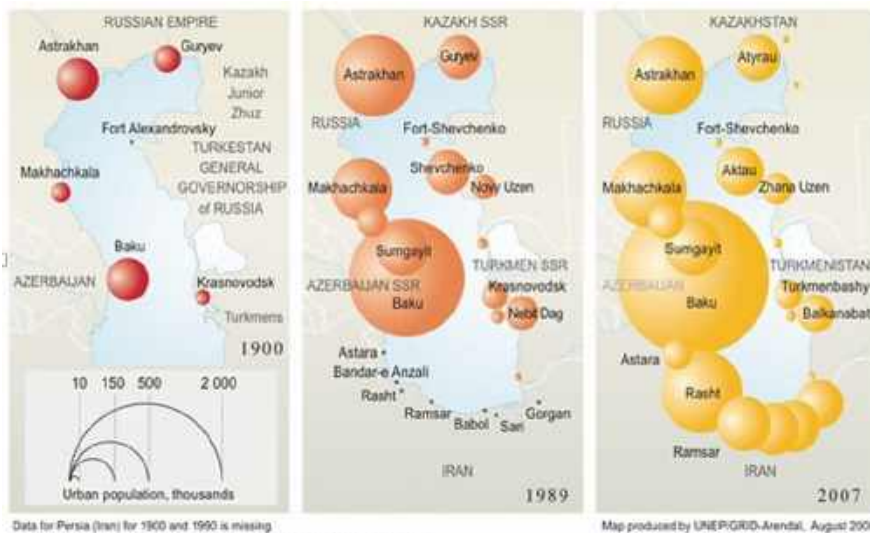 RUSSIAN EMPIRE
Astrakhan
Guryev
Kazakh
Junior
Zhuz
Fort Alexandrovsky
TURKESTAN
GENERAL
GOVERNORSHIP
of RUSSIA
Makhachkala
Baku
AZERBAIJAN
Krasnovodsk
Turkmens
1900
10 150 500 2 000
Urban population, thousands
Data for Persia (Iran) for 1900 and 1990 is missing
KAZAKH SSR
Guryev
Astrakhan
RUSSIA
Fort-Shevchenko
Shevchenko
Makhachkala
Novy Uzen
Sumgayit
TURKMEN SSR
AZERBAIJAN SSR
Krasnovodsk
Baku
Nebit Dag
Astara
Bandar-e Anzali
Rasht
Ramsar
Babol
Sari
Gorgan
IRAN
1989
KAZAKHSTAN
Atyrau
Astrakhan
RUSSIA
Fort-Shevchenko
Aktau
Makhachkala
Zhana Uzen
Sumgayit
TURKMENISTAN
AZERBAIJAN
Turkmenbashy
Baku
Balkanabat
Astara
Rasht
Ramsar
IRAN
2007
Map produced by UNEP/GRID-Arendal, August